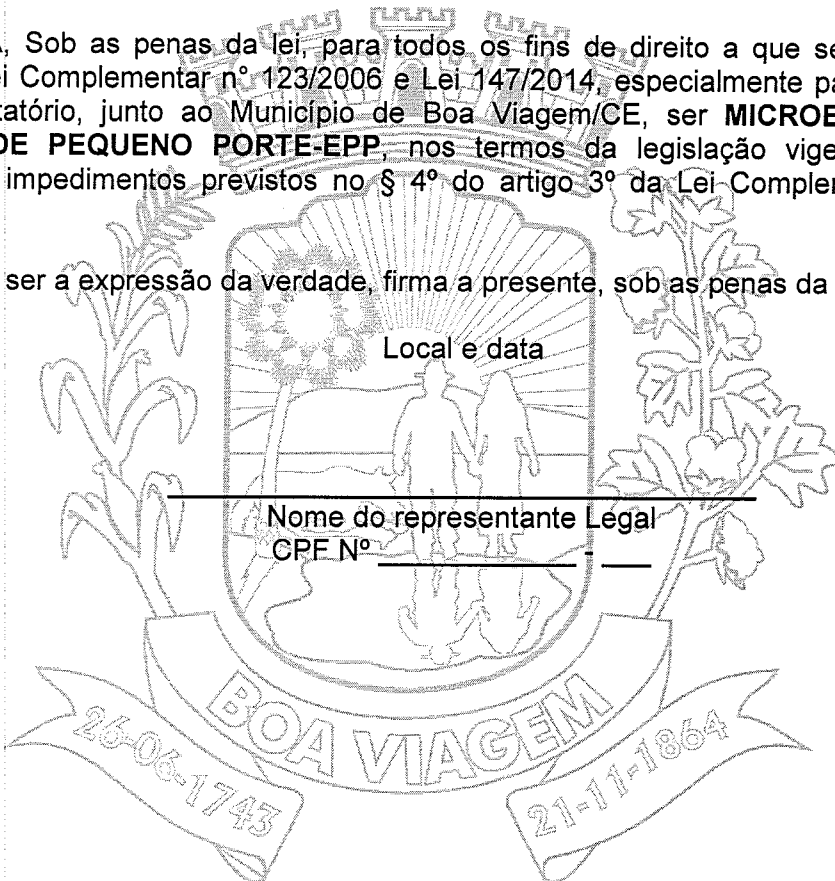 , Sob as penas da lei, para todos os fins de direito a que se
i Complementar n° 123/2006 e Lei 147/2014, especialmente pa
tatório, junto ao Município de Boa Viagem/CE, ser MICROE
DE PEQUENO PORTE-EPP, nos termos da legislação vige
impedimentos previstos no § 4º do artigo 3º da Lei Complem
ser a expressão da verdade, firma a presente, sob as penas da
Local e data
Nome do representante Legal
CPF Nº ____________ - ___
BOA VIAGEM
26-06-1743
21-11-1864